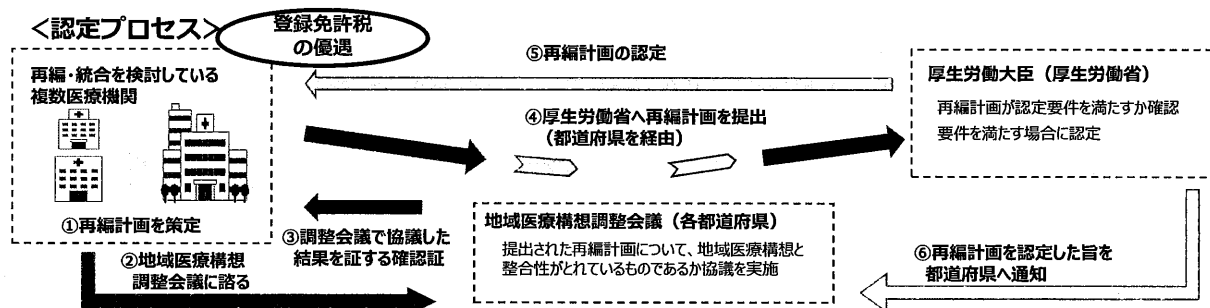 <認定プロセス>
登録免許税
の優遇
再編・統合を検討している
複数医療機関
①再編計画を策定
②地域医療構想
調整会議に諮る
③調整会議で協議した
結果を証する確認証
④厚生労働省へ再編計画を提出
(都道府県を経由)
⑤再編計画の認定
厚生労働大臣(厚生労働省)
再編計画が認定要件を満たすか確認
要件を満たす場合に認定
地域医療構想調整会議(各都道府県)
提出された再編計画について、地域医療構想と
整合性がとれているものであるか協議を実施
⑥再編計画を認定した旨を
都道府県へ通知